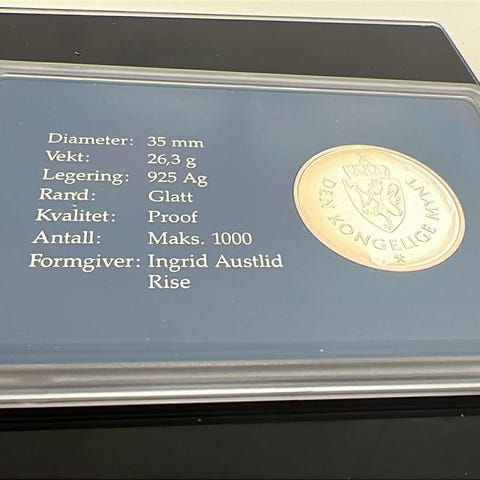 Diameter: 35 mm
Vekt: 26,3 g
Legering: 925 Ag
Rand: Glatt
Kvalitet: Proof
Antall: Maks. 1000
Formgiver: Ingrid Austlid
Rise
DEN KONGELIGE MYNT